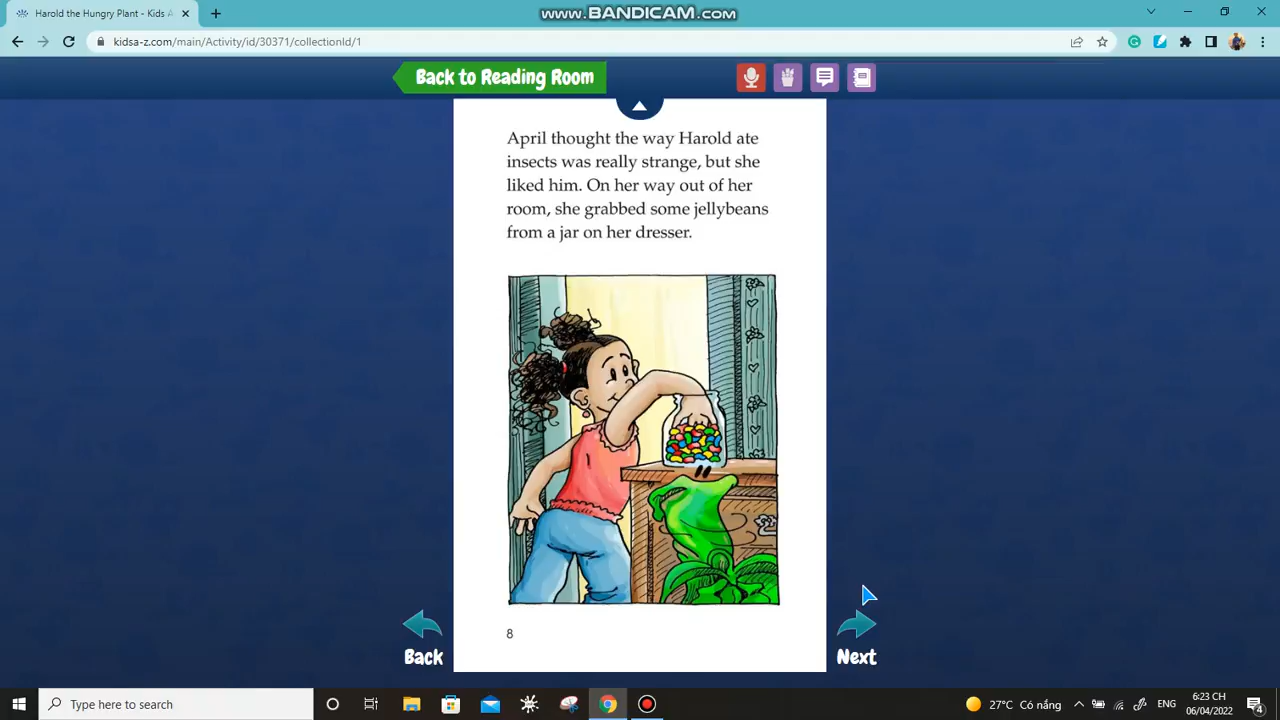 Harold the Hungry Plant - Kids A
www.BANDICAM.com
kidsa-z.com/main/Activity/id/30371/collectionId/1
Back to Reading Room
April thought the way Harold ate
insects was really strange, but she
liked him. On her way out of her
room, she grabbed some jellybeans
from a jar on her dresser.
8
Back
Next
Type here to search
27°C Có nắng
ENG
6:23 CH
06/04/2022
4